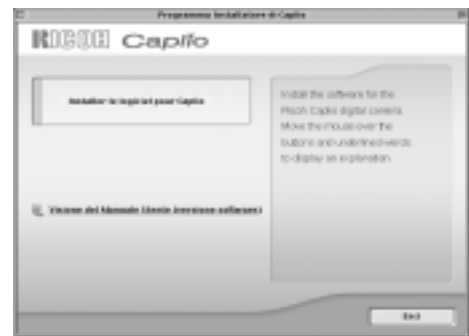 Programma Installatore di Caplio
RICOH Caplio
Installer le logiciel pour Caplio
Install the software for the
Ricoh Caplio digital camera.
Move the mouse over the
buttons and underlined words
to display an explanation.
Visione del Manuale Utente (versione software)
Esci